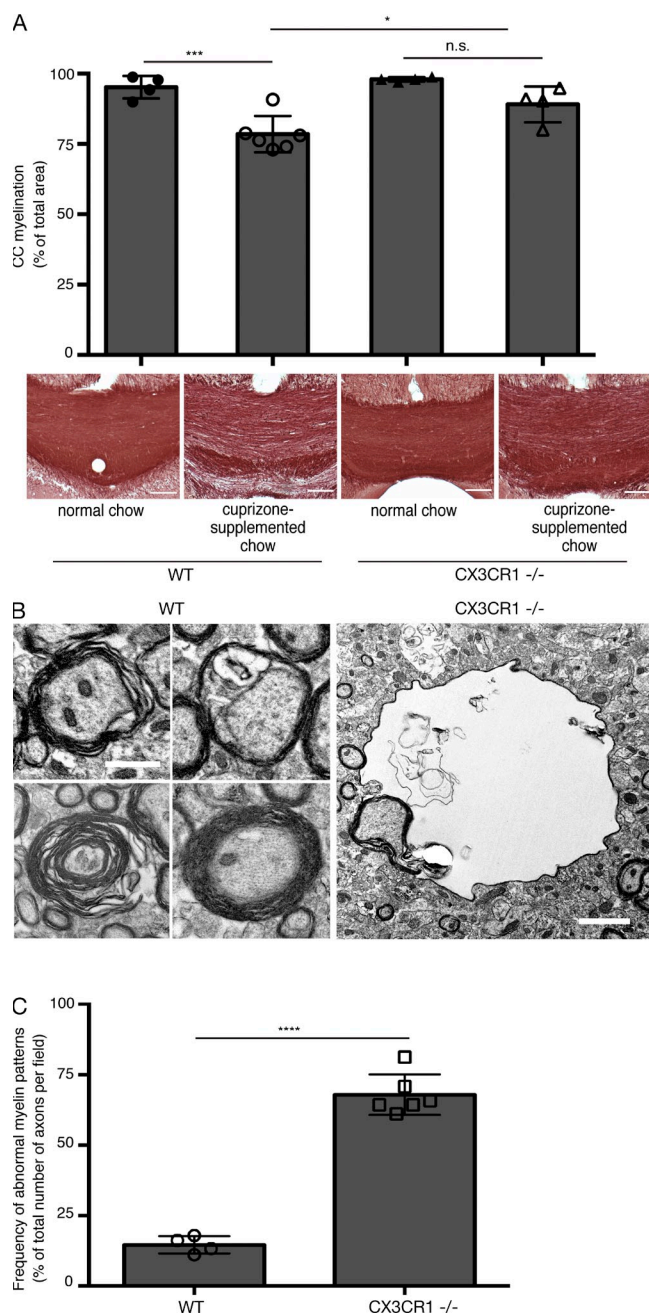 A
*
***
n.s.
100
75
50
25
0
CC myelination
(% of total area)
normal chow
cuprizone-
supplemented
chow
normal chow
cuprizone-
supplemented
chow
WT
CX3CR1 -/-
B
WT
CX3CR1 -/-
C
100
75
50
25
0
****
Frequency of abnormal myelin patterns
(% of total number of axons per field)
WT
CX3CR1 -/-